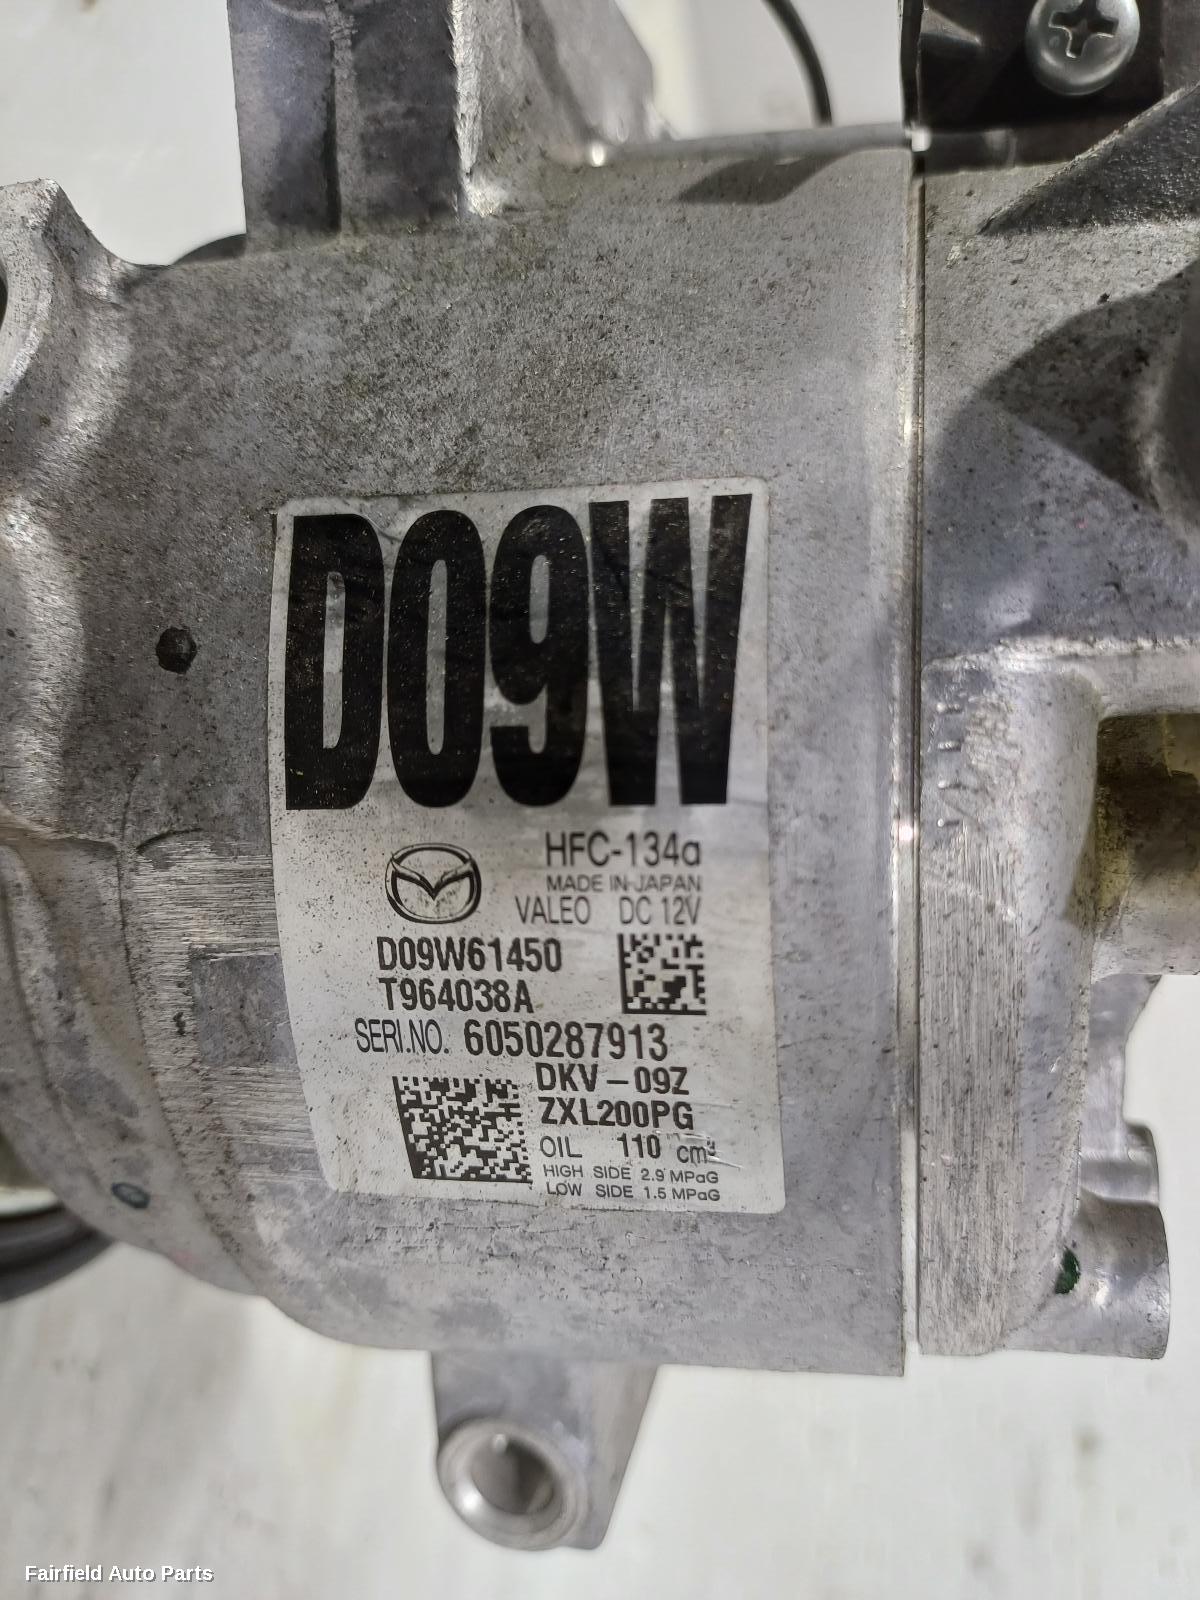 D09W
HFC-134a
MADE IN JAPAN
VALEO DC 12V
D09W61450
T964038A
SERI.NO. 6050287913
DKV-09Z
ZXL200PG
OIL 110 cm³
HIGH SIDE 2.9 MPaG
LOW SIDE 1.5 MPaG
Fairfield Auto Parts